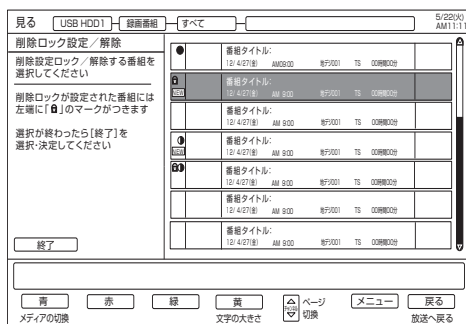 見る USB HDD1 録画番組 すべて 5/22(火)
AM11:11
削除ロック設定／解除
削除設定ロック／解除する番組を
選択してください
削除ロックが設定された番組には
左端に「」のマークがつきます
選択が終わったら[終了]を
選択・決定してください
終了
番組タイトル:
12/ 4/27(金) AM09:00 地デジ001 TS 00時間00分
NEW
番組タイトル:
12/ 4/27(金) AM 9:00 地デジ001 TS 00時間00分
番組タイトル:
12/ 4/27(金) AM 9:00 地デジ001 TS 00時間00分
NEW
番組タイトル:
12/ 4/27(金) AM 9:00 地デジ001 TS 00時間00分
番組タイトル:
12/ 4/27(金) AM 9:00 地デジ001 TS 00時間00分
番組タイトル:
12/ 4/27(金) AM 9:00 地デジ001 TS 00時間00分
番組タイトル:
12/ 4/27(金) AM 9:00 地デジ001 TS 00時間00分
青 赤 緑 黄 チャンネル ページ切換 メニュー 戻る
メディアの切換 文字の大きさ 放送へ戻る